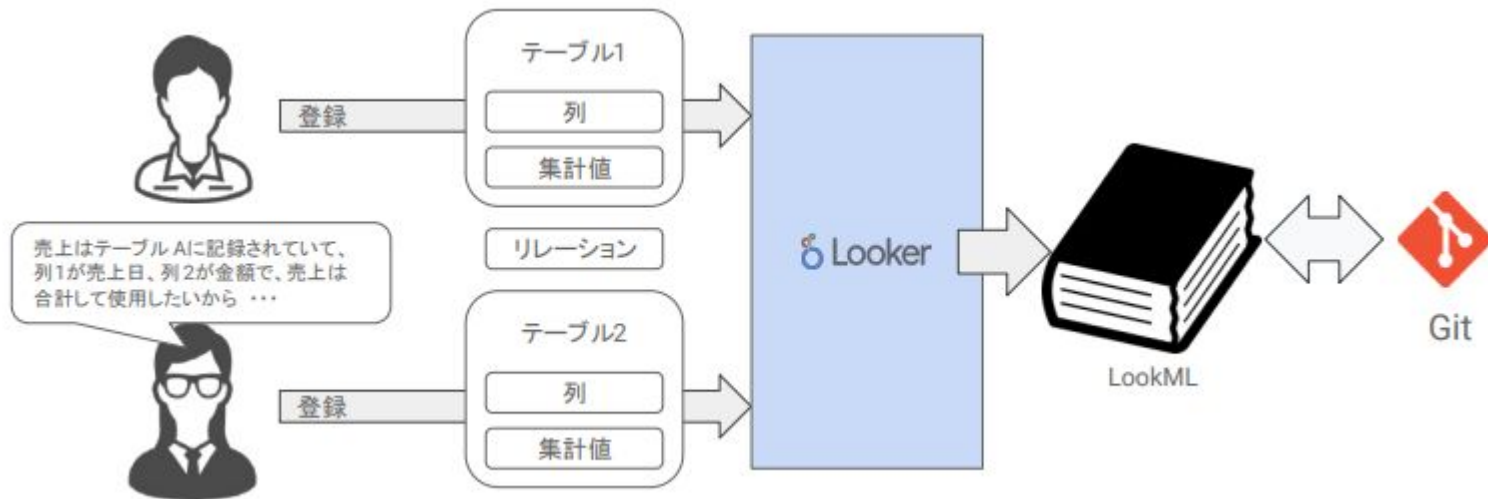 テーブル1
登録
列
集計値
売上はテーブル Aに記録されていて、
列1が売上日、列2が金額で、売上は
合計して使用したいから ・・・
リレーション
Looker
LookML
Git
テーブル2
登録
列
集計値